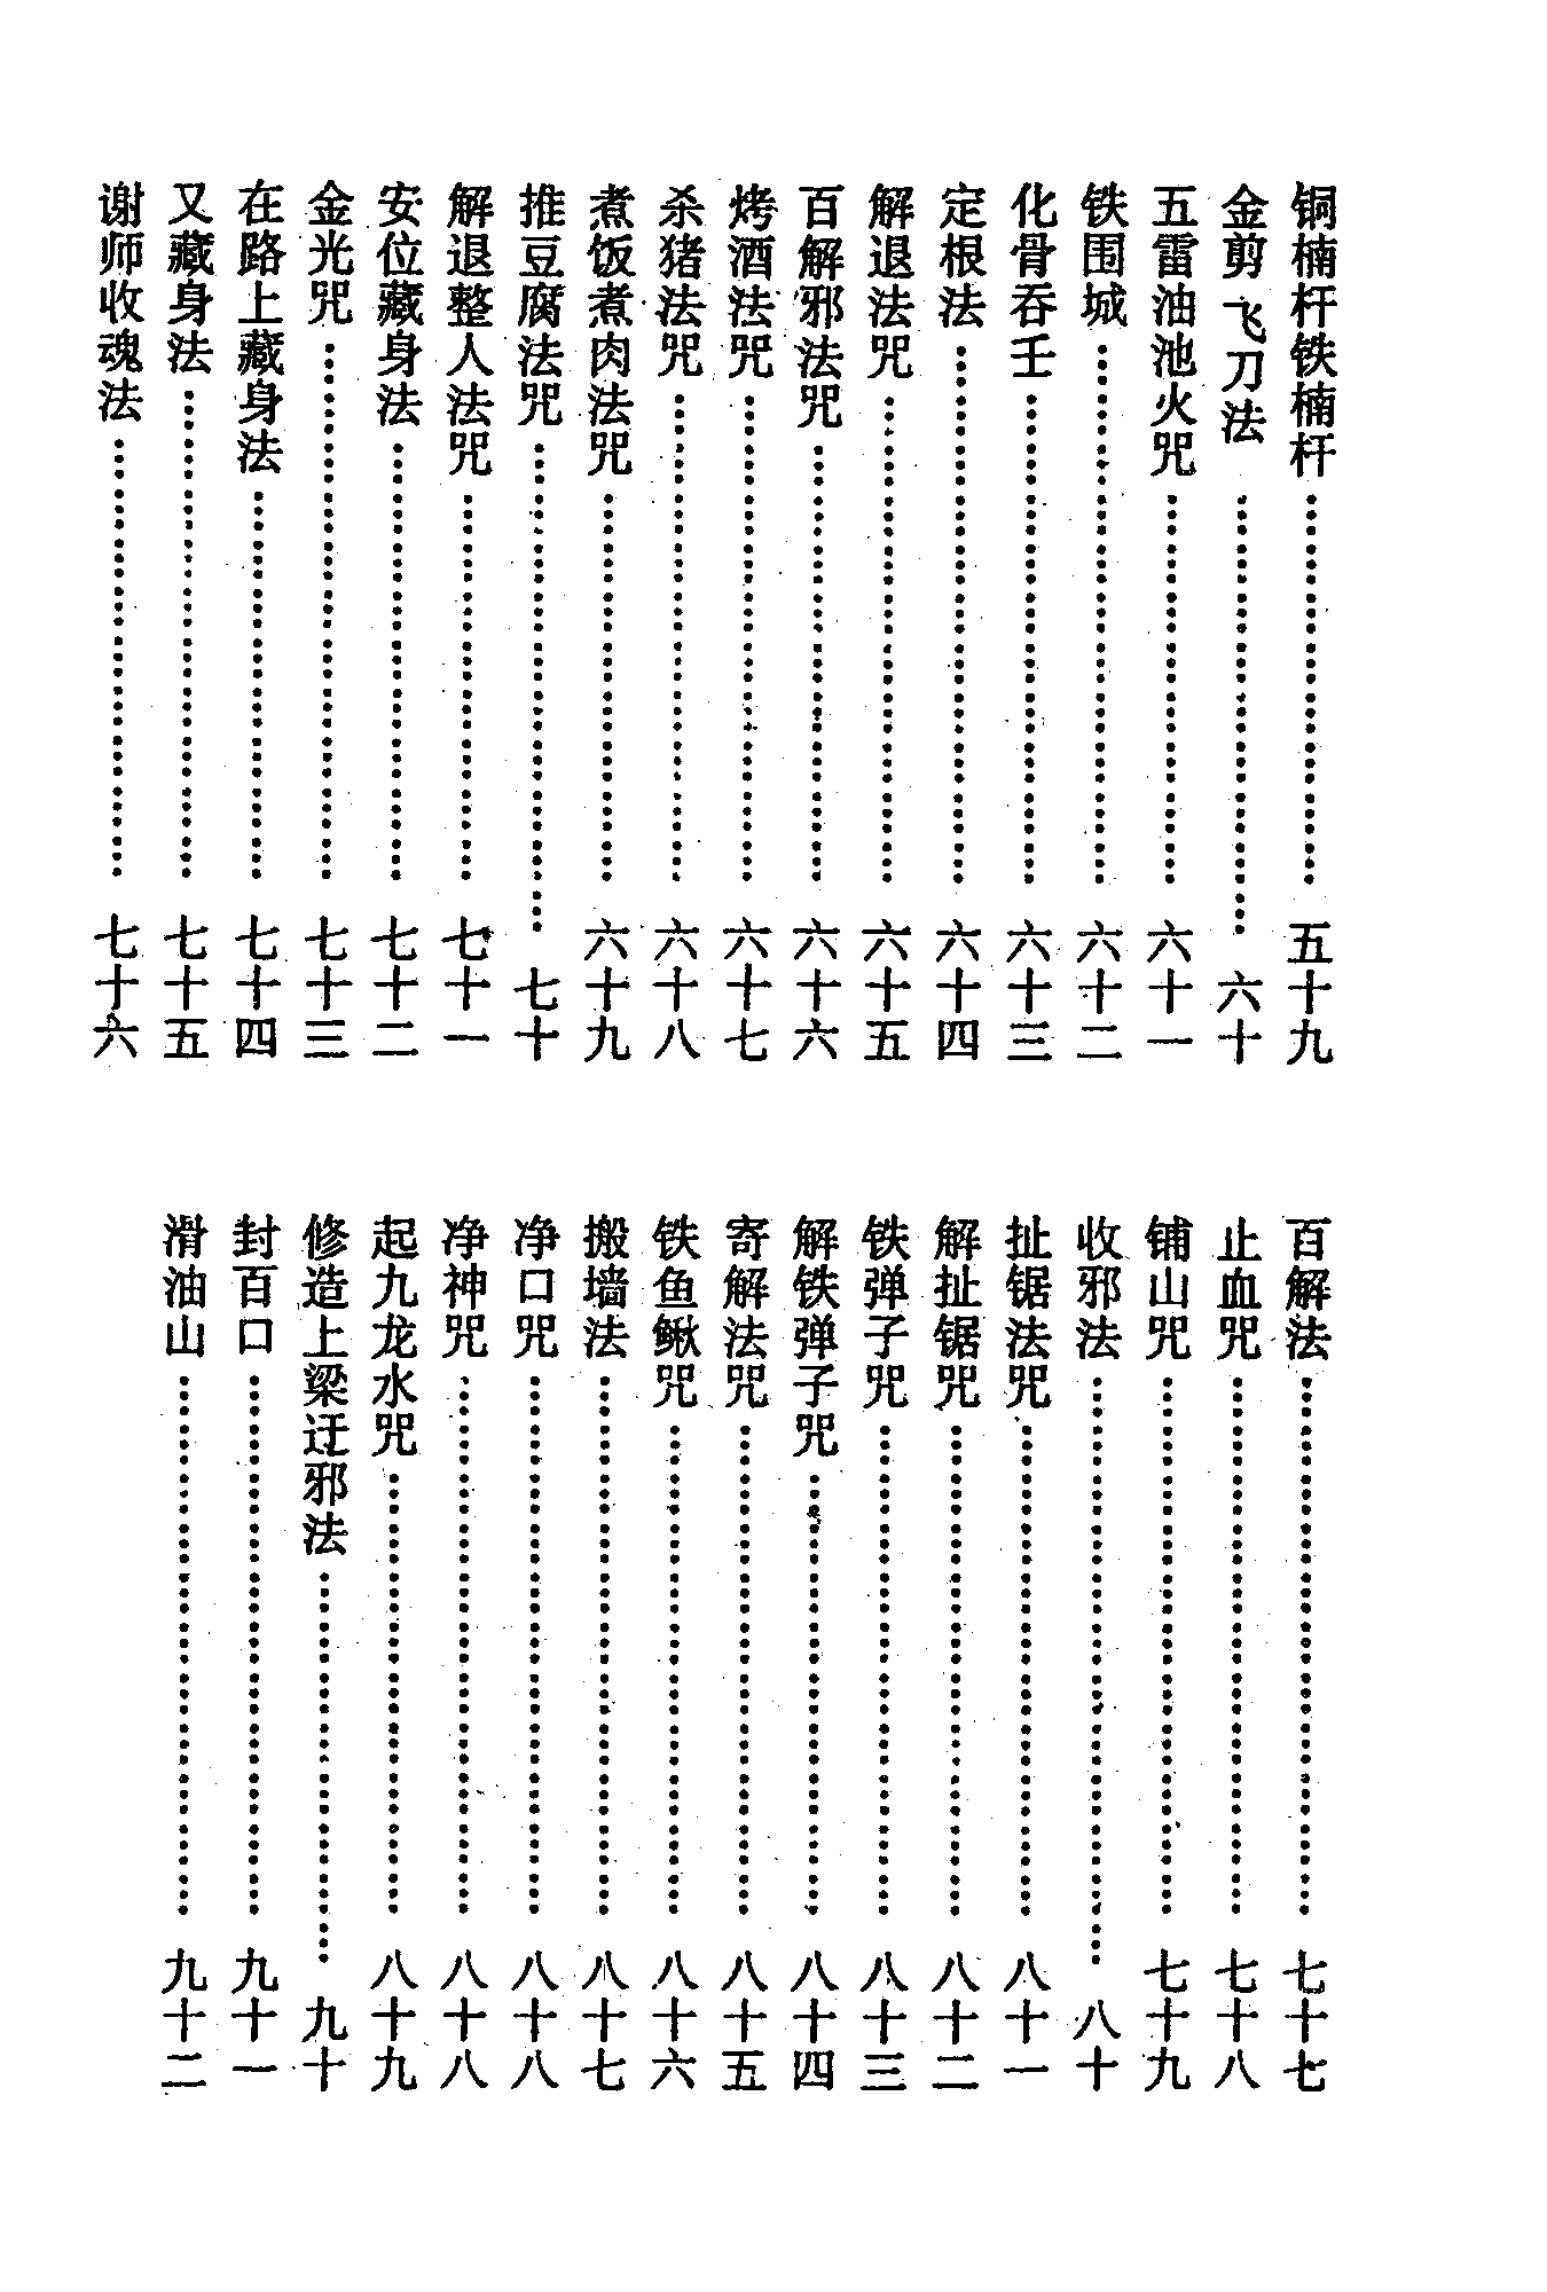 铜楠杆铁楠杆……五十九
金剪飞刀法……六十
五雷油池火咒……六十一
铁围城……六十二
化骨吞壬……六十三
定根法……六十四
解退法咒……六十五
百解邪法咒……六十六
烤酒法咒……六十七
杀猪法咒……六十八
煮饭煮肉法咒……六十九
推豆腐法咒……七十
解退整人法咒……七十一
安位藏身法……七十二
金光咒……七十三
在路上藏身法……七十四
又藏身法……七十五
谢师收魂法……七十六
百解法……七十七
止血咒……七十八
铺山咒……七十九
收邪法……八十
扯锯法咒……八十一
解扯锯咒……八十二
铁弹子咒……八十三
解铁弹子咒……八十四
寄解法咒……八十五
铁鱼鳅咒……八十六
搬墙法……八十七
净口咒……八十八
净神咒……八十八
起九龙水咒……八十九
修造上梁迂邪法……九十
封百口……九十一
滑油山……九十二